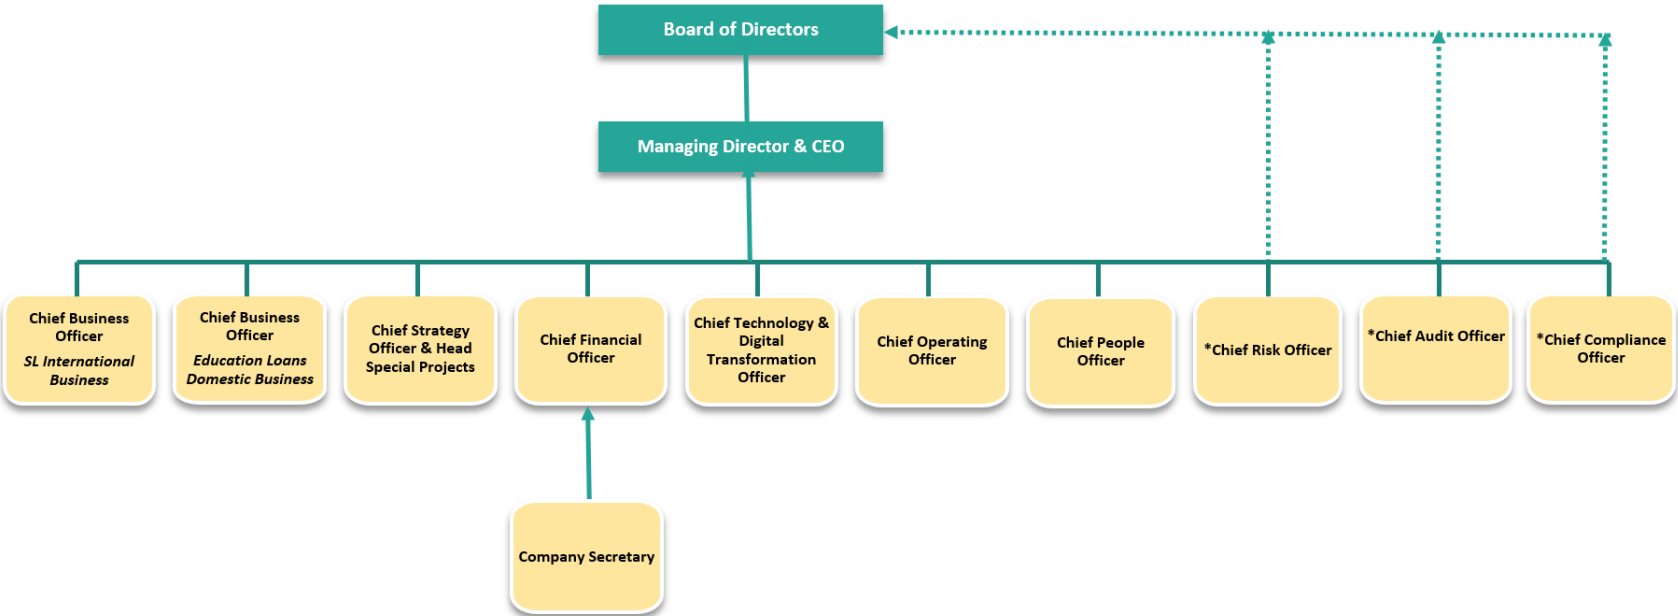 Board of Directors
Managing Director & CEO
Chief Business
Officer
SL International
Business
Chief Business
Officer
Education Loans
Domestic Business
Chief Strategy
Officer & Head
Special Projects
Chief Financial
Officer
Chief Technology &
Digital
Transformation
Officer
Chief Operating
Officer
Chief People
Officer
*Chief Risk Officer
*Chief Audit Officer
*Chief Compliance
Officer
Company Secretary